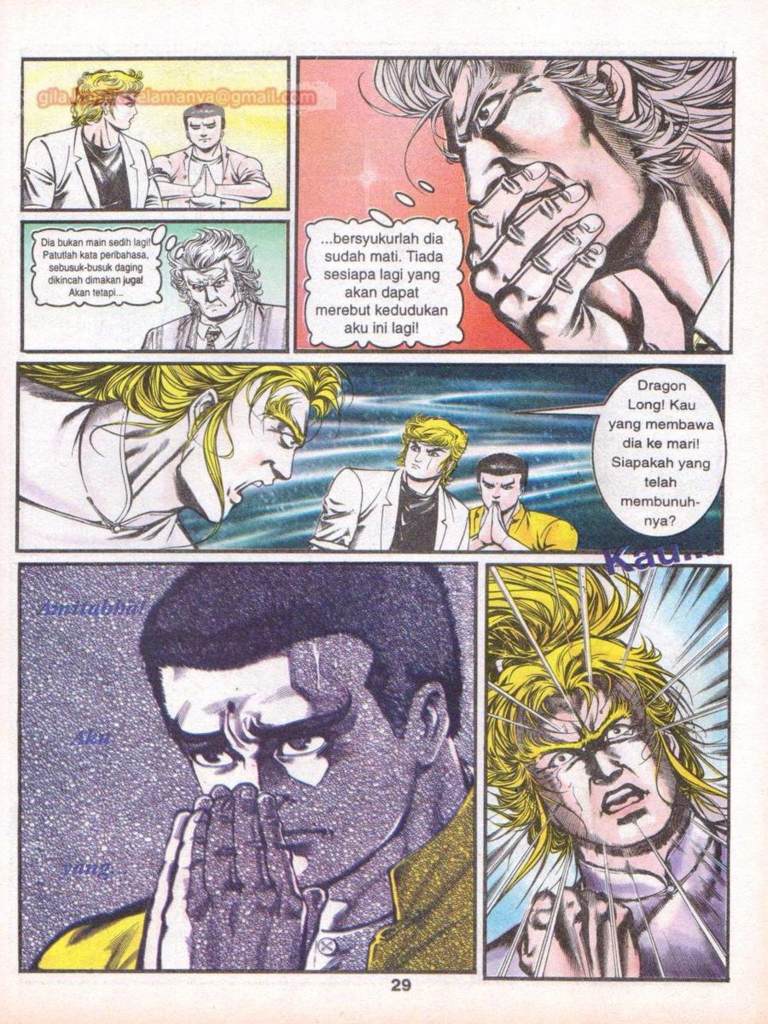 Dia bukan main sedih lagi!
Patutlah kata peribahasa,
sebusuk-busuk daging
dikincah dimakan juga!
Akan tetapi...
...bersyukurlah dia
sudah mati. Tiada
sesiapa lagi yang
akan dapat
merebut kedudukan
aku ini lagi!
Dragon
Long! Kau
yang membawa
dia ke mari!
Siapakah yang
telah
membunuh-
nya?
Amitabha!
Aku
yang...
Kau...
29